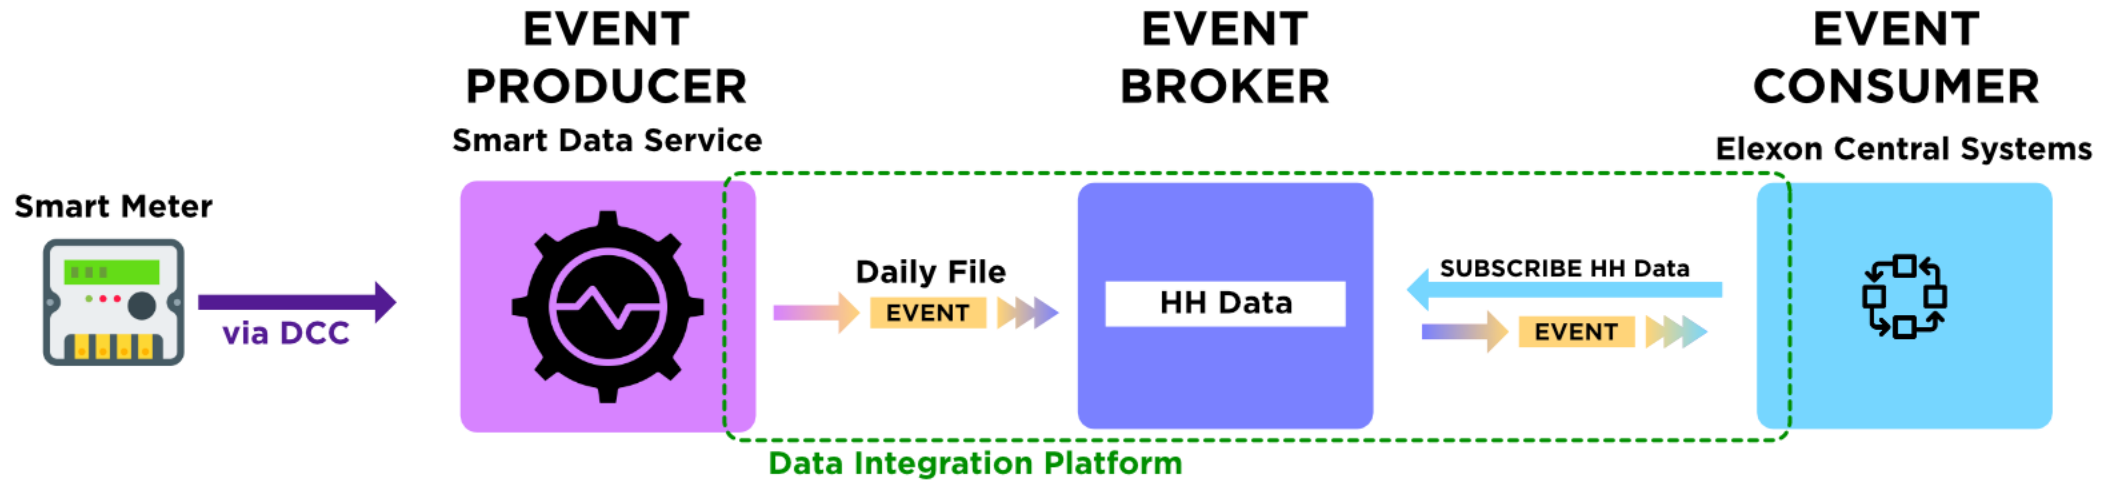 EVENT
PRODUCER
Smart Data Service
EVENT
BROKER
EVENT
CONSUMER
Elexon Central Systems
Smart Meter
via DCC
Daily File
EVENT
HH Data
SUBSCRIBE HH Data
EVENT
Data Integration Platform